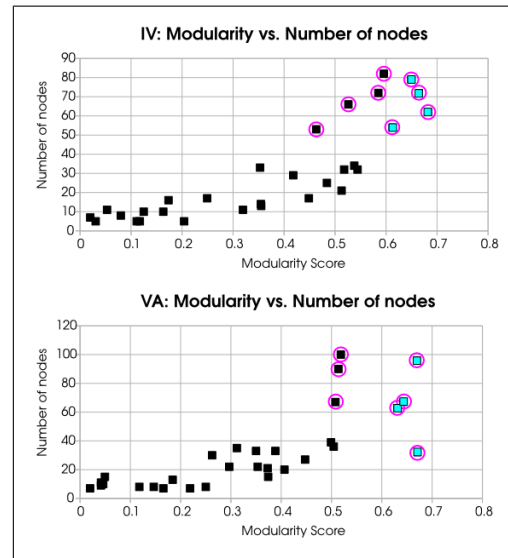 IV: Modularity vs. Number of nodes
Number of nodes
90
80
70
60
50
40
30
20
10
0
0 0.1 0.2 0.3 0.4 0.5 0.6 0.7 0.8
Modularity Score
VA: Modularity vs. Number of nodes
Number of nodes
120
100
80
60
40
20
0
0 0.1 0.2 0.3 0.4 0.5 0.6 0.7 0.8
Modularity Score